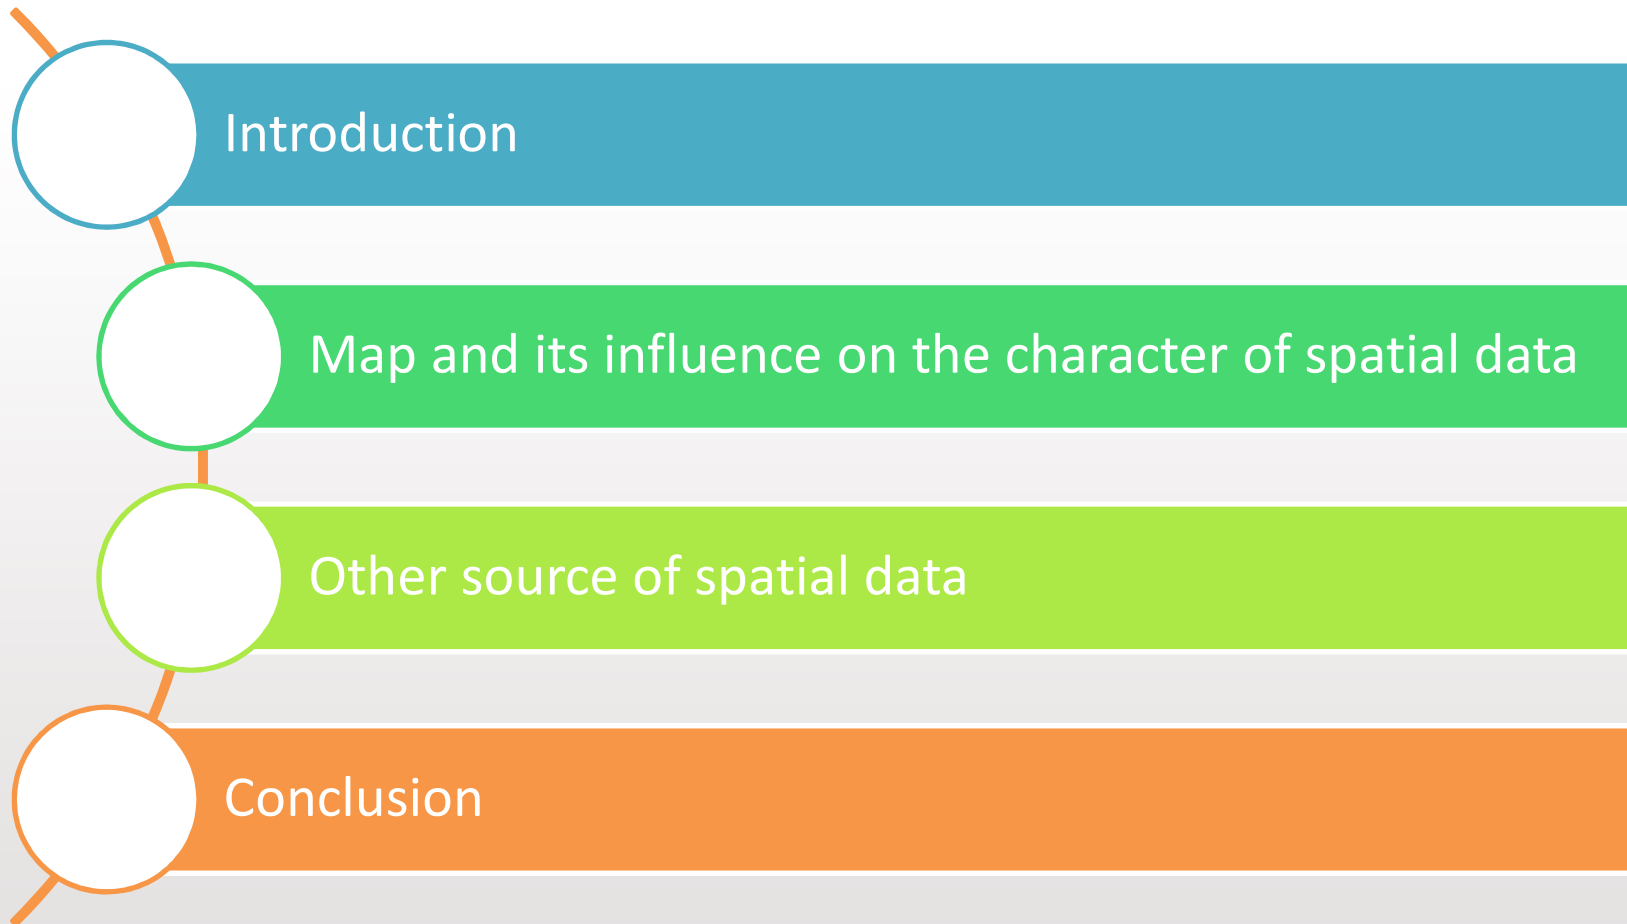 Introduction
Map and its influence on the character of spatial data
Other source of spatial data
Conclusion